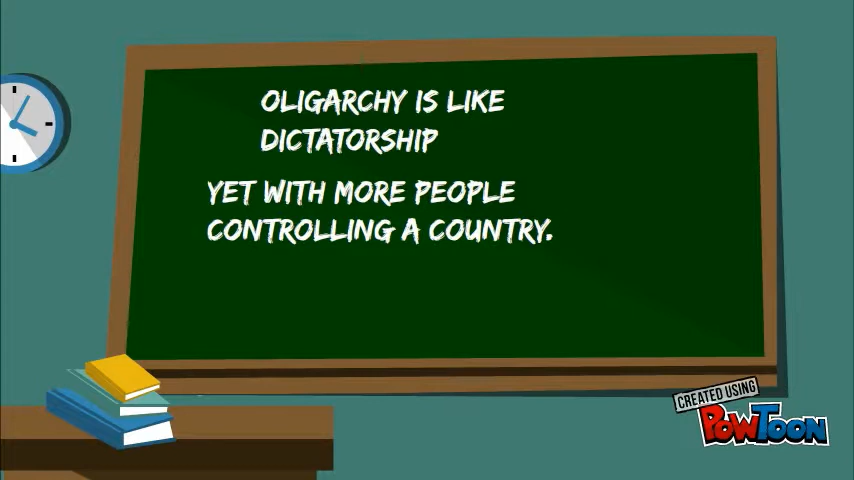 OLIGARCHY IS LIKE
DICTATORSHIP
YET WITH MORE PEOPLE
CONTROLLING A COUNTRY.
CREATED USING
POWTOON